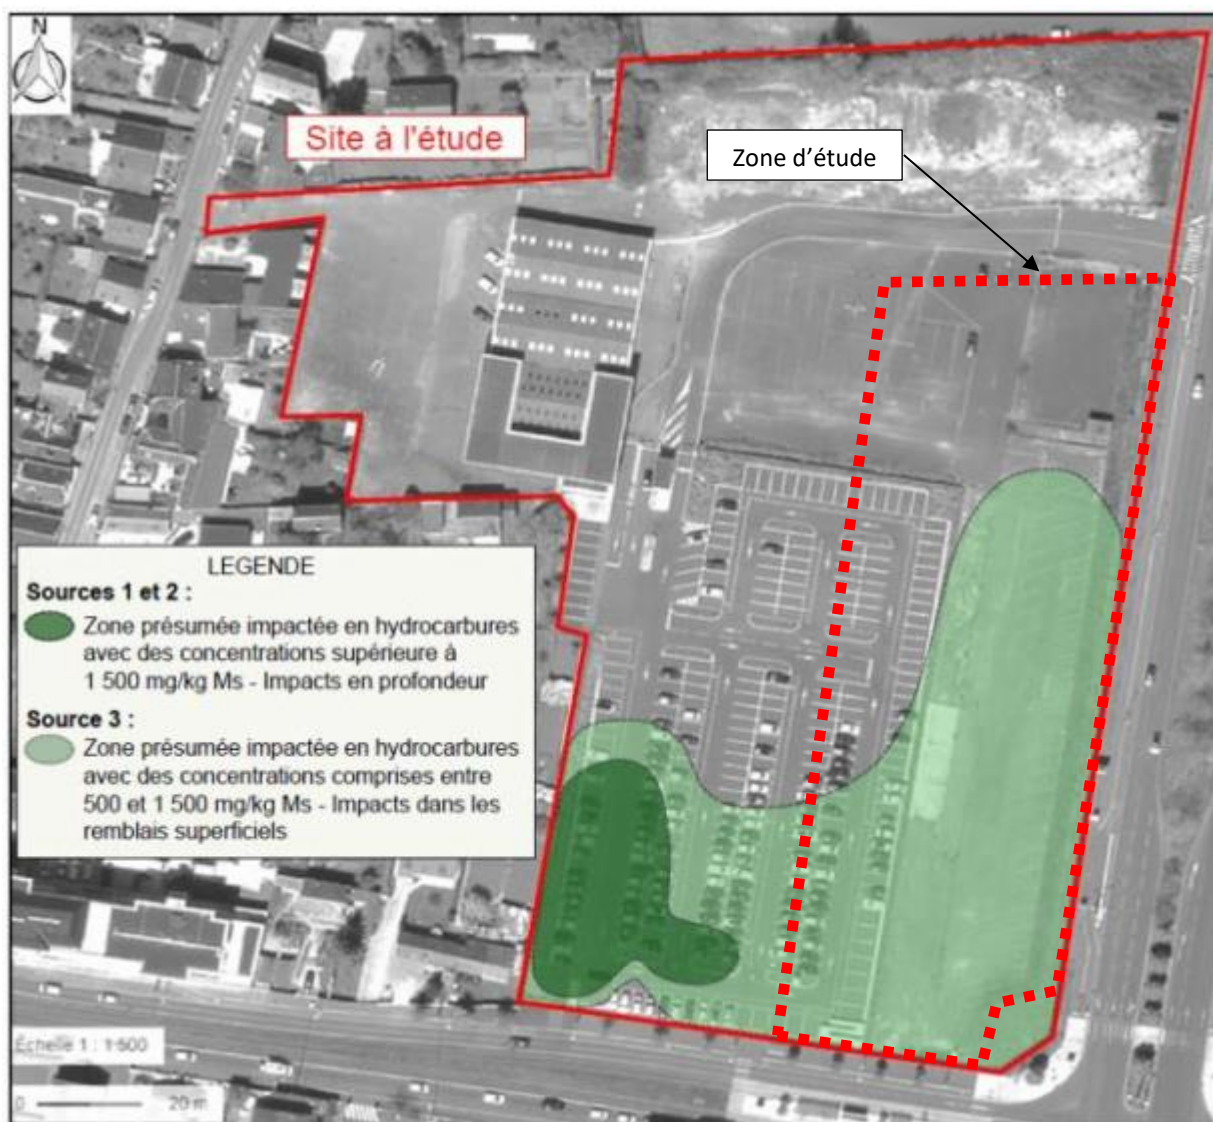 N
Site à l'étude
Zone d'étude
LEGENDE
Sources 1 et 2 :
Zone présumée impactée en hydrocarbures
avec des concentrations supérieure à
1 500 mg/kg Ms - Impacts en profondeur
Source 3 :
Zone présumée impactée en hydrocarbures
avec des concentrations comprises entre
500 et 1 500 mg/kg Ms - Impacts dans les
remblais superficiels
Échelle 1 : 1 500
0 20 m